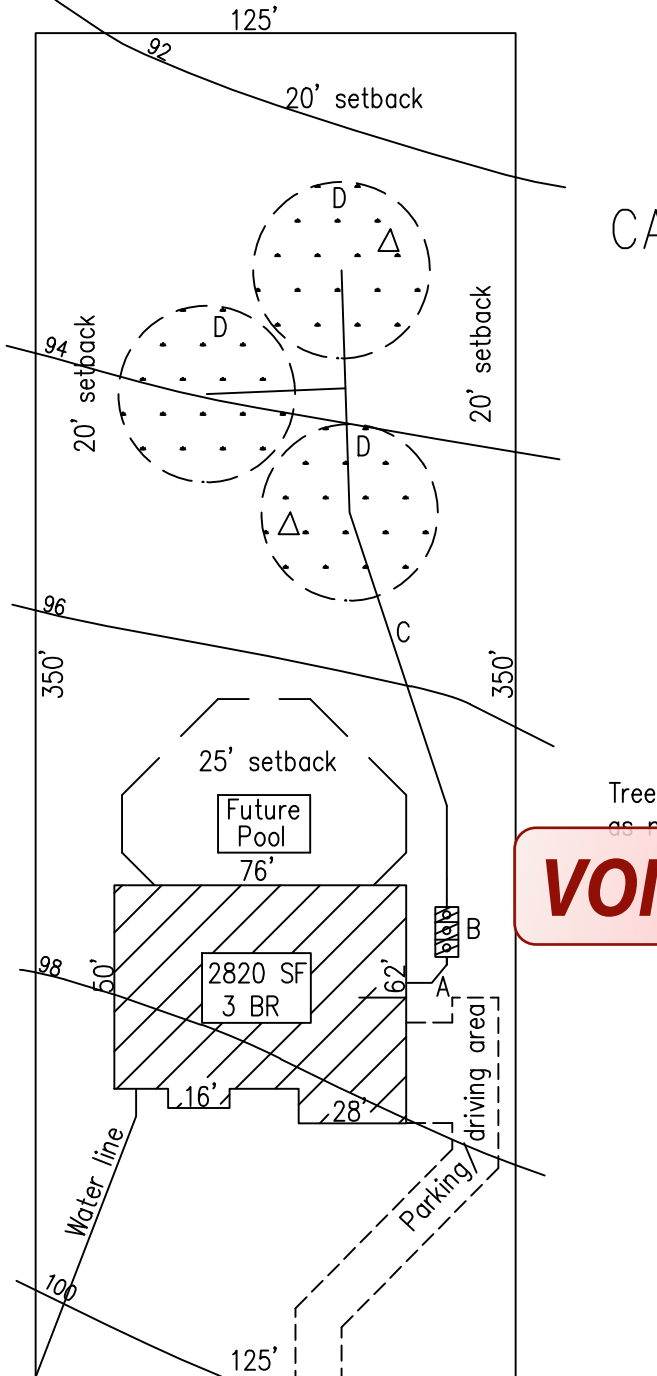 125'
92
20' setback
D
CA
D
20' setback
94
20' setback
D
96
C
350'
350'
25' setback
Future
Pool
Tree
as
76'
VOI
B
98
50'
2820 SF
3 BR
62'
A
driving area
16'
28'
Parking/
Water line
100
125'